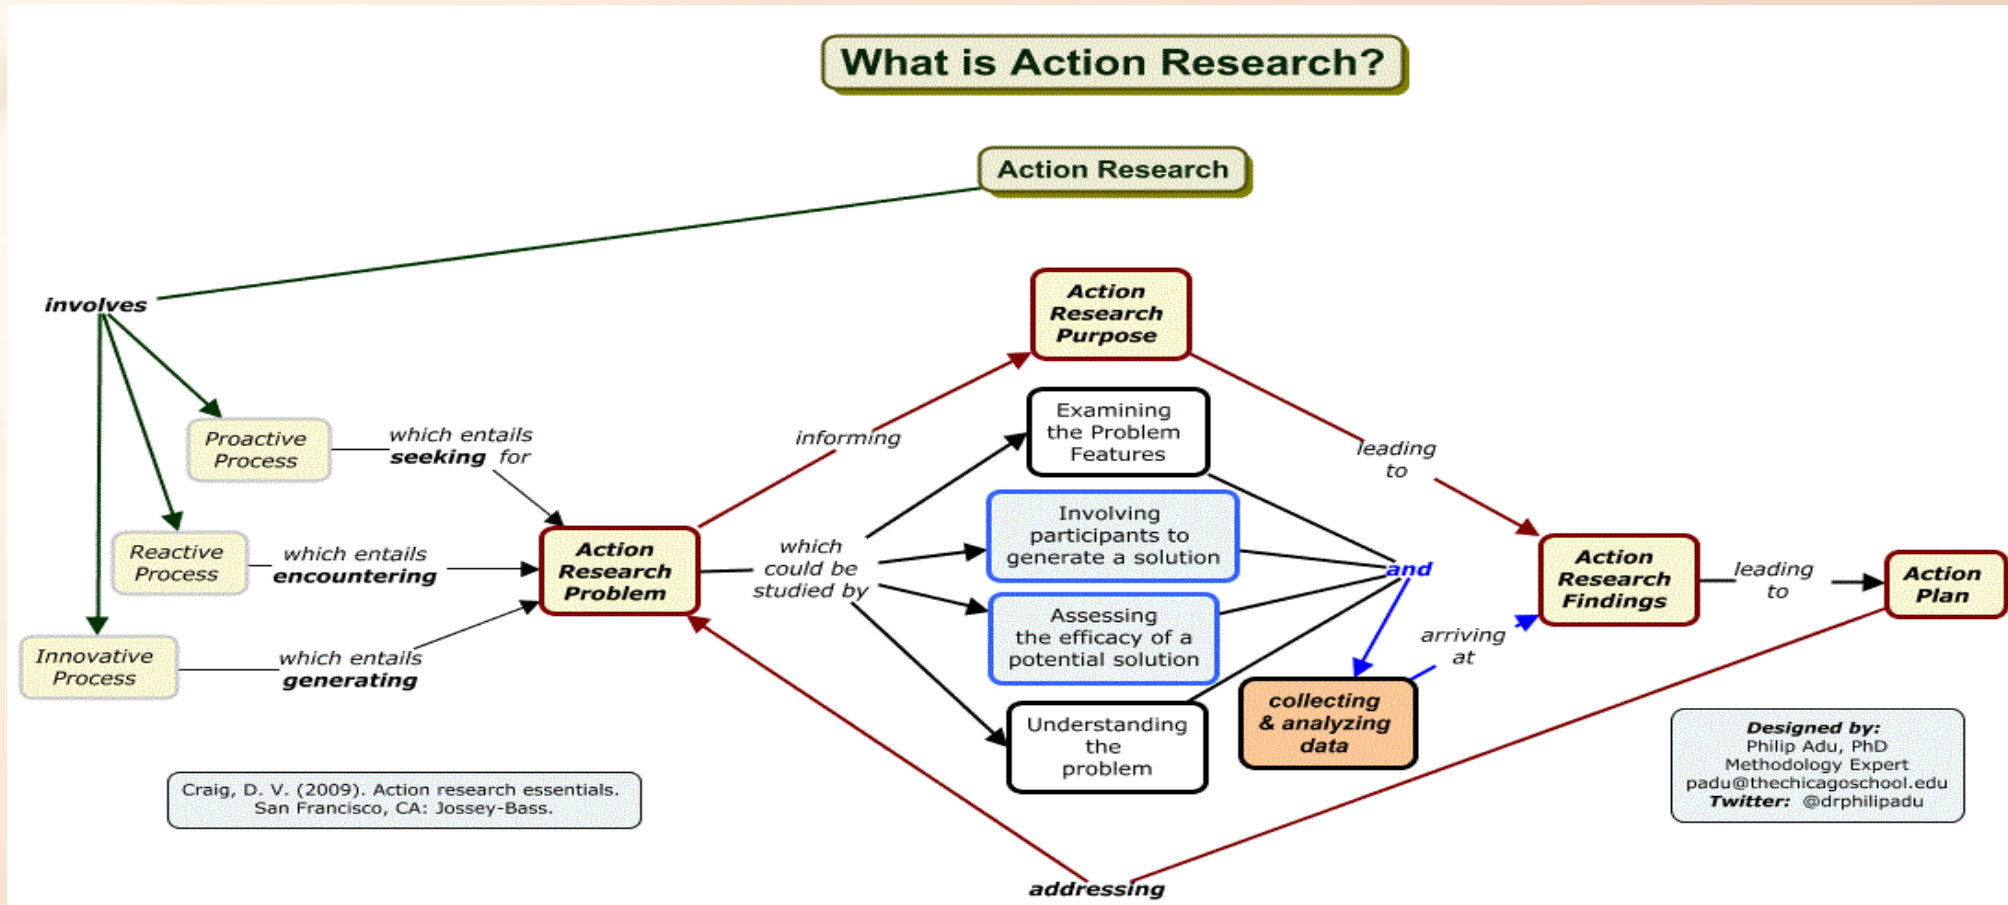 What is Action Research?
Action Research
involves
Proactive
Process
which entails
seeking for
Reactive
Process
which entails
encountering
Innovative
Process
which entails
generating
Action
Research
Problem
informing
Action
Research
Purpose
leading
to
which
could be
studied by
Examining
the Problem
Features
Involving
participants to
generate a solution
Assessing
the efficacy of a
potential solution
Understanding
the
problem
and
collecting
& analyzing
data
arriving
at
Action
Research
Findings
leading
to
Action
Plan
addressing
Craig, D. V. (2009). Action research essentials.
San Francisco, CA: Jossey-Bass.
Designed by:
Philip Adu, PhD
Methodology Expert
padu@thechicagoschool.edu
Twitter: @drphilipadu